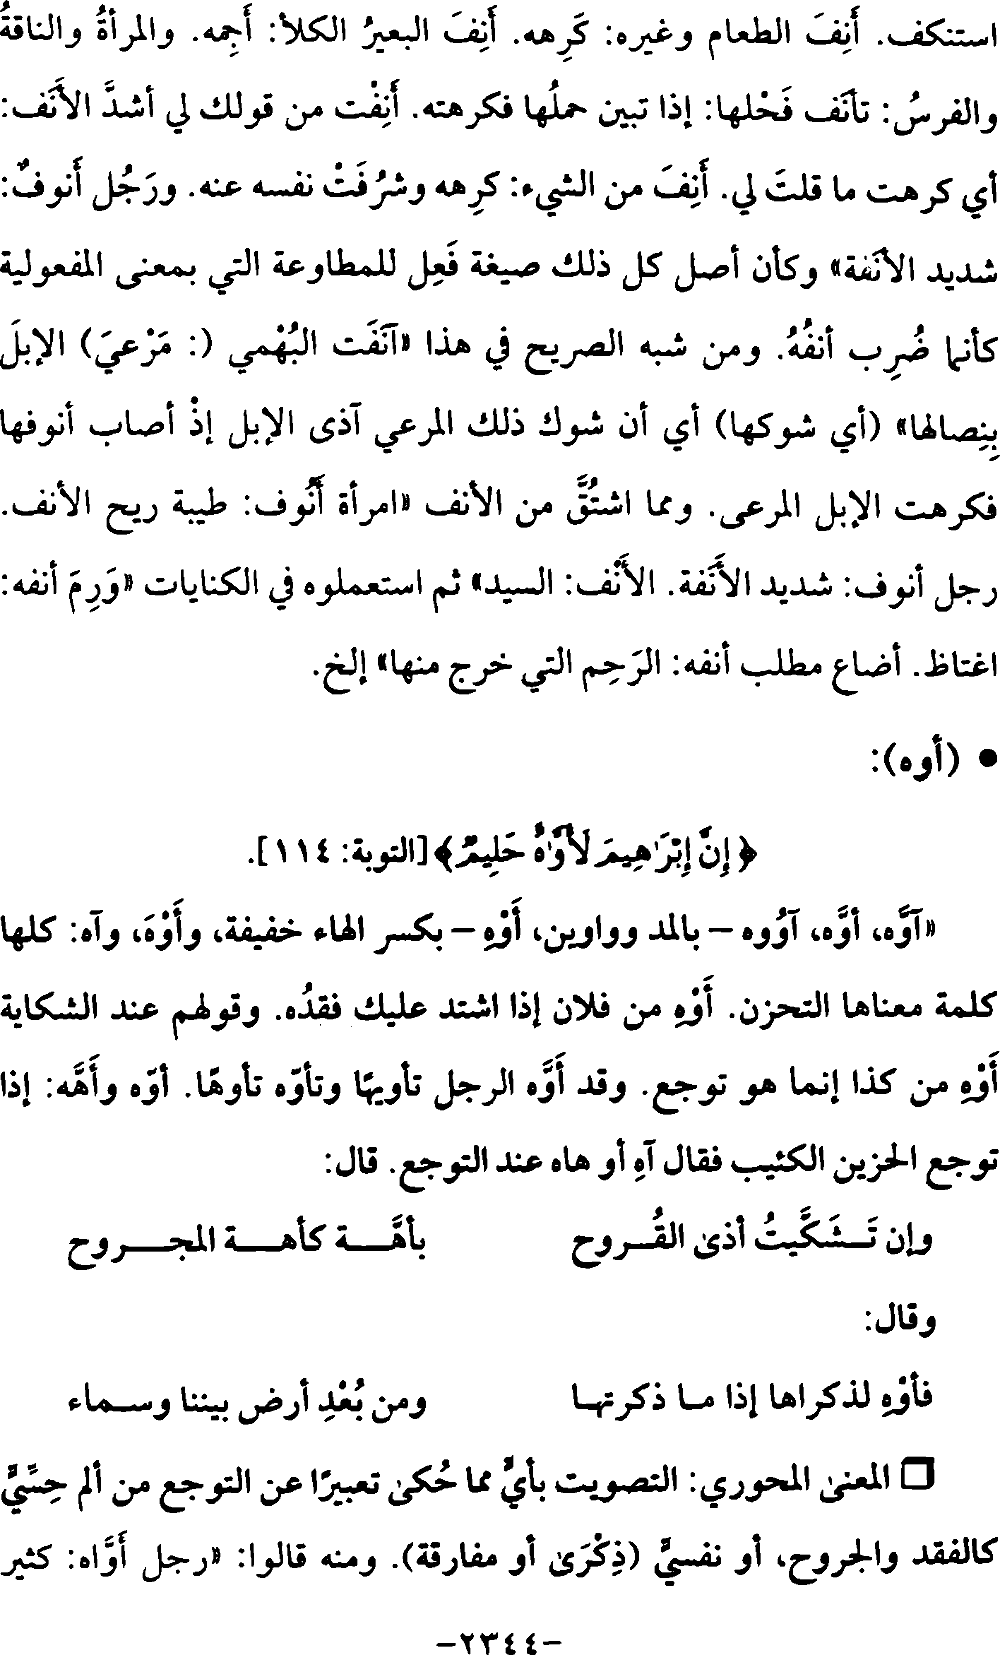 استنكف. أَنِفَ الطعام وغيره: كَرِهه. أَنِفَ البعيرُ الكلأ: أَجِمه. والمرأةُ والناقةُ
والفرسُ: تأنَف فَحْلها: إذا تبين حملُها فكرهته. أَنِفْت من قولك لي أشدَّ الأَنَف:
أي كرهت ما قلتَ لي. أَنِفَ من الشيء: كرِهه وشرُفَتْ نفسه عنه. ورَجُل أَنوفٌ:
شديد الأَنَفة» وكأن أصل كل ذلك صيغة فَعِل للمطاوعة التي بمعنى المفعولية
كأنما ضُرِب أنفُهُ. ومن شبه الصريح في هذا «آنَفَت البُهْمي (: مَرْعيَ) الإبلَ
بِنِصالها» (أي شوكها) أي أن شوك ذلك المرعي آذى الإبل إذْ أصاب أنوفها
فكرهت الإبل المرعى. ومما اشتُقَّ من الأنف «امرأة أَنُوف: طيبة ريح الأنف.
رجل أنوف: شديد الأَنَفة. الأَنْف: السيد» ثم استعملوه في الكنايات «وَرِمَ أنفه:
اغتاظ. أضاع مطلب أنفه: الرَحِم التي خرج منها» إلخ.
• (أوه):
﴿إِنَّ إِبْرَٰهِيمَ لَأَوَّٰهٌ حَلِيمٌ﴾ [التوبة: ١١٤].
«آوَّه، أوَّه، آوُوه – بالمد وواوين، أَوْهِ – بكسر الهاء خفيفة، وأَوْهَ، وآه: كلها
كلمة معناها التحزن. أَوْهِ من فلان إذا اشتد عليك فقدُه. وقولهم عند الشكاية
أَوْهِ من كذا إنما هو توجع. وقد أَوَّه الرجل تأويهًا وتأوّه تأوهًا. أوّه وأَهَّه: إذا
توجع الحزين الكئيب فقال آهِ أو هاه عند التوجع. قال:
وإن تَـشَكَّيتُ أذى القُـروح بأهَّـة كأهـة المجـروح
وقال:
فأوْهِ لذكراها إذا مـا ذكرتهـا ومن بُعْدِ أرض بيننا وسـماء
❒ المعنى المحوري: التصويت بأيٍّ مما حُكى تعبيرًا عن التوجع من ألم حِسِّيٍّ
كالفقد والجروح، أو نفسيٍّ (ذِكْرَى أو مفارقة). ومنه قالوا: «رجل أَوَّاه: كثير
–٢٣٤٤–